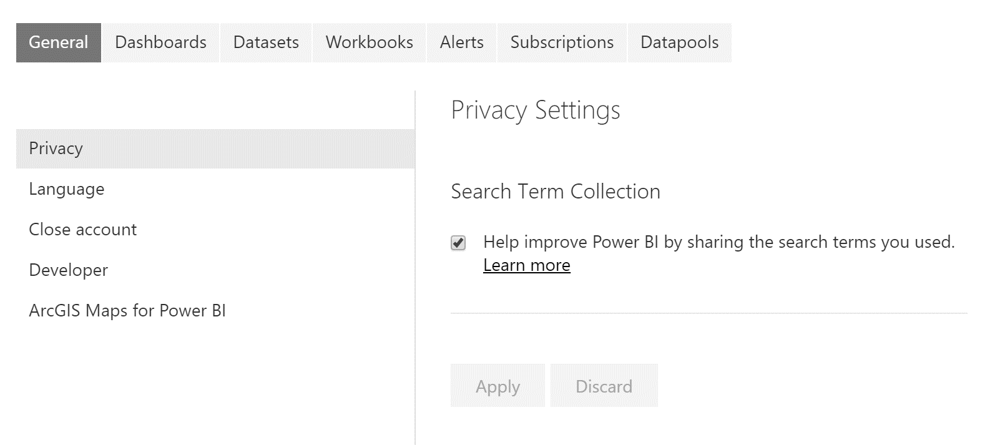 General Dashboards Datasets Workbooks Alerts Subscriptions Datapools
Privacy
Language
Close account
Developer
ArcGIS Maps for Power BI
Privacy Settings
Search Term Collection
Help improve Power BI by sharing the search terms you used.
Learn more
Apply Discard